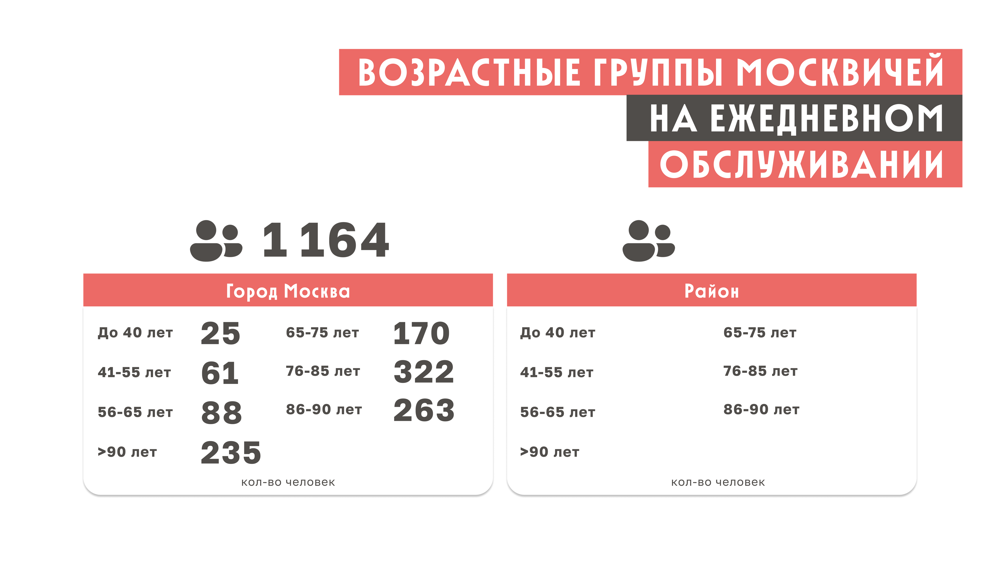 ВОЗРАСТНЫЕ ГРУППЫ МОСКВИЧЕЙ
НА ЕЖЕДНЕВНОМ
ОБСЛУЖИВАНИИ
1 164
Город Москва
До 40 лет 25 65-75 лет 170
41-55 лет 61 76-85 лет 322
56-65 лет 88 86-90 лет 263
>90 лет 235
кол-во человек
Район
До 40 лет 65-75 лет
41-55 лет 76-85 лет
56-65 лет 86-90 лет
>90 лет
кол-во человек